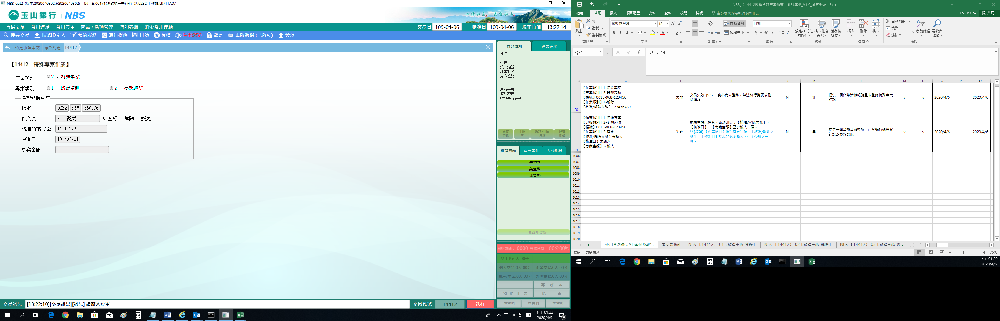 NBS-uat2 (版本:2020040302.b2020040302) 使用者:00171(測試櫃一幸) 分行別:9232 工作站:L9711A07
玉山銀行 | NBS
心清如玉 義重如山
自選交易 常用連結 常用表單 商品 / 活動管理 智能客服 消金常用連結 交易日 109-04-06 帳務日 109-04-06 現在時間 13:22:14
搜尋交易 帳號ID引入 預約服務 蒞行提醒 日誌 授權 廣播:250 鎖定 重啟週邊 (已啟動) 簽退
約定事項申請 存戶約定 14412
【14412 特殊專案作業】
作業類別 2 - 特殊專案
專案類別 1 - 啟鑰卓越 2 - 夢想起航
夢想起航專案
帳號 9232 968 560036
作業項目 2 - 變更 0-登錄 1-解除 2-變更
核准/解除文號 11112222
核准日 109/05/01
專案金額
身分識別 產品往來
姓名
生日
統一編號
理專姓名
身分註記
注意事項
簡訊密碼
近期事故異動
顧客資訊 手續費 通路/共同行銷 顧客影像
推薦商品 重要事件 互動記錄
無資料
無資料
無資料
一般轉介登錄
服務號碼: 0000 等候時間: 00分00秒
V I P:0人 00分
個人交易:0人 00分 企業交易:0人 00分
開戶/申請:0人 00分 外匯業務:0人 00分
再 呼 叫
預 約 叫 號 結 束
無資料 無資料 無資料
交易訊息 [13:22:10][交易訊息][訊息] 請放入短單 交易代號 14412 執行
英 下午 01:22
2020/4/6
4
NBS_【14412啟鑰卓越專案作業】測試案例_V1.0_測資盤點 - Excel
檔案 常用 插入 版面配置 公式 資料 校閱 檢視 告訴我您想要執行的動作... TEST19054 共用
貼上 剪下 複製 複製格式
微軟正黑體 12
B I U
自動換列 跨欄置中
日期
$ % ,
設定格式化的條件 格式化為表格 儲存格樣式 插入 刪除 格式
自動加總 填滿 清除 排序與篩選 尋找與選取
剪貼簿 字型 對齊方式 數值 樣式 儲存格 編輯
Q24 fx 2020/4/6
G H I J K L M N O P Q
20
【作業類別】1-特殊專案
【專案類別】2-夢想起航
【帳號】0015-968-123456
【作業類別】1-解除
【核准/解除文號】123456789
失敗
交易失敗: [5273] 資料尚未登錄，無法執行變更或刪
除選項
N 無
提供一個台幣活儲帳號且未登錄特殊專案
註記
v v 2020/4/6 2020/4/6
24
【作業類別】1-特殊專案
【專案類別】2-夢想起航
【帳號】0015-968-123456
【作業類別】2-變更
【核准/解除文號】未輸入
【核准日】未輸入
【專案金額】未輸入
失敗
前端主機已控管，錯誤訊息：【核准/解除文號】、
【核准日】、【專案金額】至少輸入一項。
** [錯誤]【作業項目】選”變更”時，【核准/解除文
號】、【核准日】設為非必要輸入，但至少輸入一
項。
N 無
提供一個台幣活儲帳號且已登錄特殊專案
註記2-夢想啟航
v v 2020/4/6 2020/4/6
1006
1007
1008
1009
1010
1011
1012
1013
1014
1015
1016
1017
1018
1019
1020
使用者測試(UAT)案例＆報告 本交易統計 NBS_【14412】_01【啟鑰卓越-登錄】 NBS_【14412】_02【啟鑰卓越-解除】 NBS_【14412】_03【啟鑰卓越-變 ...
就緒 篩選模式 75%
下午 01:22
2020/4/6